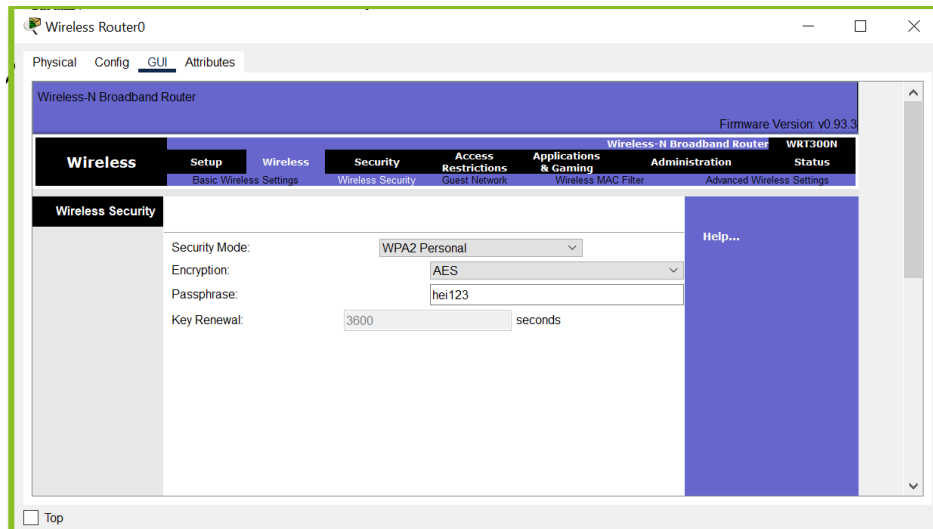 Wireless Router0
Physical Config GUI Attributes
Wireless-N Broadband Router
Firmware Version: v0.93.3
Wireless-N Broadband Router WRT300N
Wireless
Setup Wireless Security Access Restrictions Applications & Gaming Administration Status
Basic Wireless Settings Wireless Security Guest Network Wireless MAC Filter Advanced Wireless Settings
Wireless Security
Help...
Security Mode: WPA2 Personal
Encryption: AES
Passphrase: hei123
Key Renewal: 3600 seconds
Top